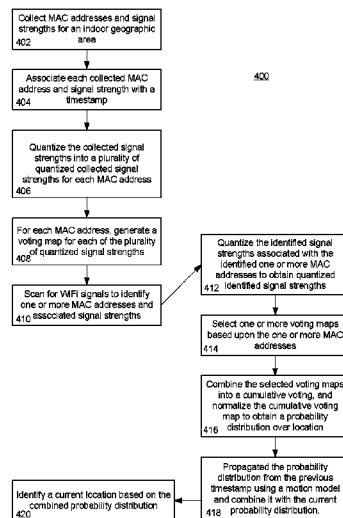 Collect MAC addresses and signal
strengths for an indoor geographic
area
402
400
Associate each collected MAC
address and signal strength with a
timestamp
404
Quantize the collected signal
strengths into a plurality of
quantized collected signal
strengths for each MAC address
406
For each MAC address, generate a
voting map for each of the plurality
of quantized signal strengths
408
Scan for WiFi signals to identify
one or more MAC addresses and
associated signal strengths
410
Quantize the identified signal
strengths associated with the
identified one or more MAC
addresses to obtain quantized
identified signal strengths
412
Select one or more voting maps
based upon the one or more MAC
addresses
414
Combine the selected voting maps
into a cumulative voting, and
normalize the cumulative voting
map to obtain a probability
distribution over location
416
Propagated the probability
distribution from the previous
timestamp using a motion model
and combine it with the current
probability distribution.
418
Identify a current location based on the
combined probability distribution
420